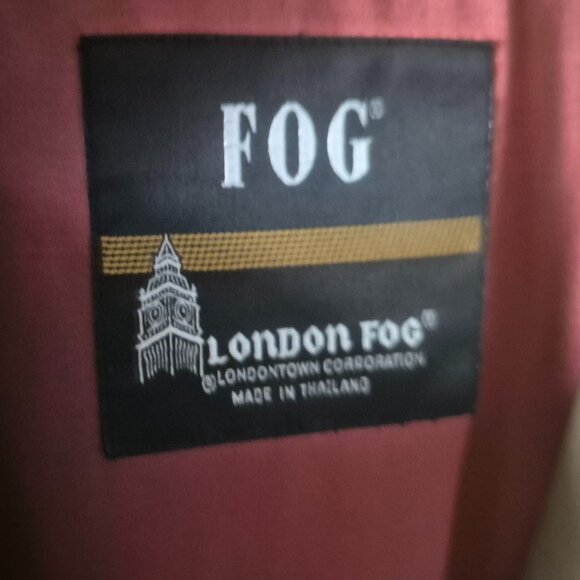 FOG®
LONDON FOG®
®LONDONTOWN CORPORATION
MADE IN THAILAND